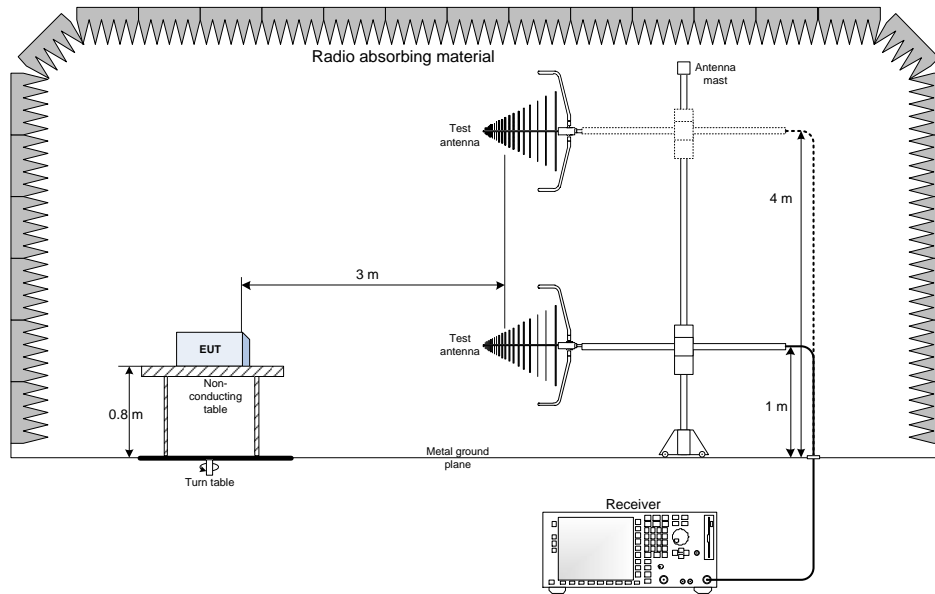 Radio absorbing material
Antenna
mast
Test
antenna
4 m
3 m
Test
antenna
EUT
Non-
conducting
table
0.8 m
1 m
Metal ground
plane
Turn table
Receiver